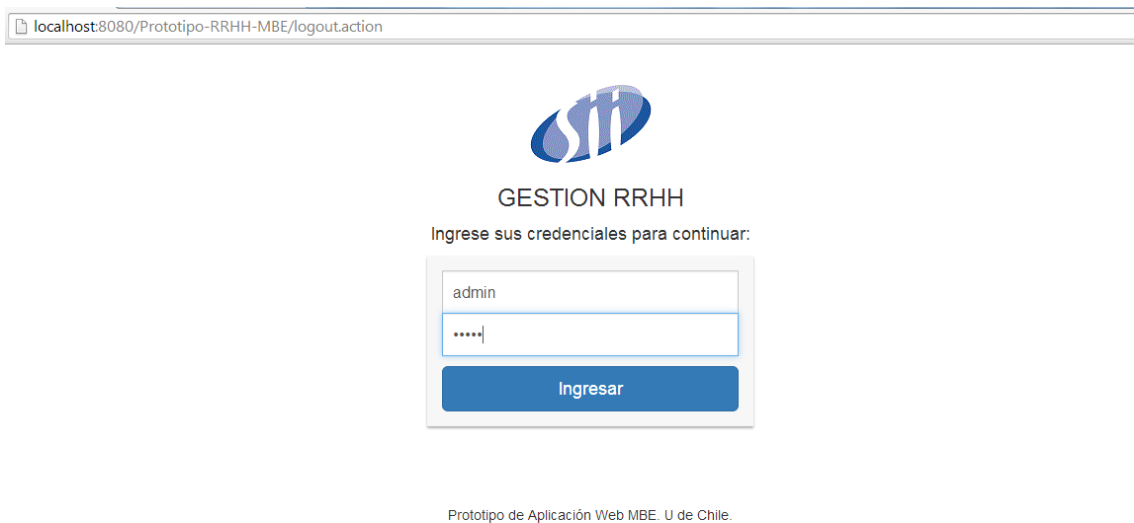 localhost:8080/Prototipo-RRHH-MBE/logout.action
sii
GESTION RRHH
Ingrese sus credenciales para continuar:
admin
•••••
Ingresar
Prototipo de Aplicación Web MBE. U de Chile.